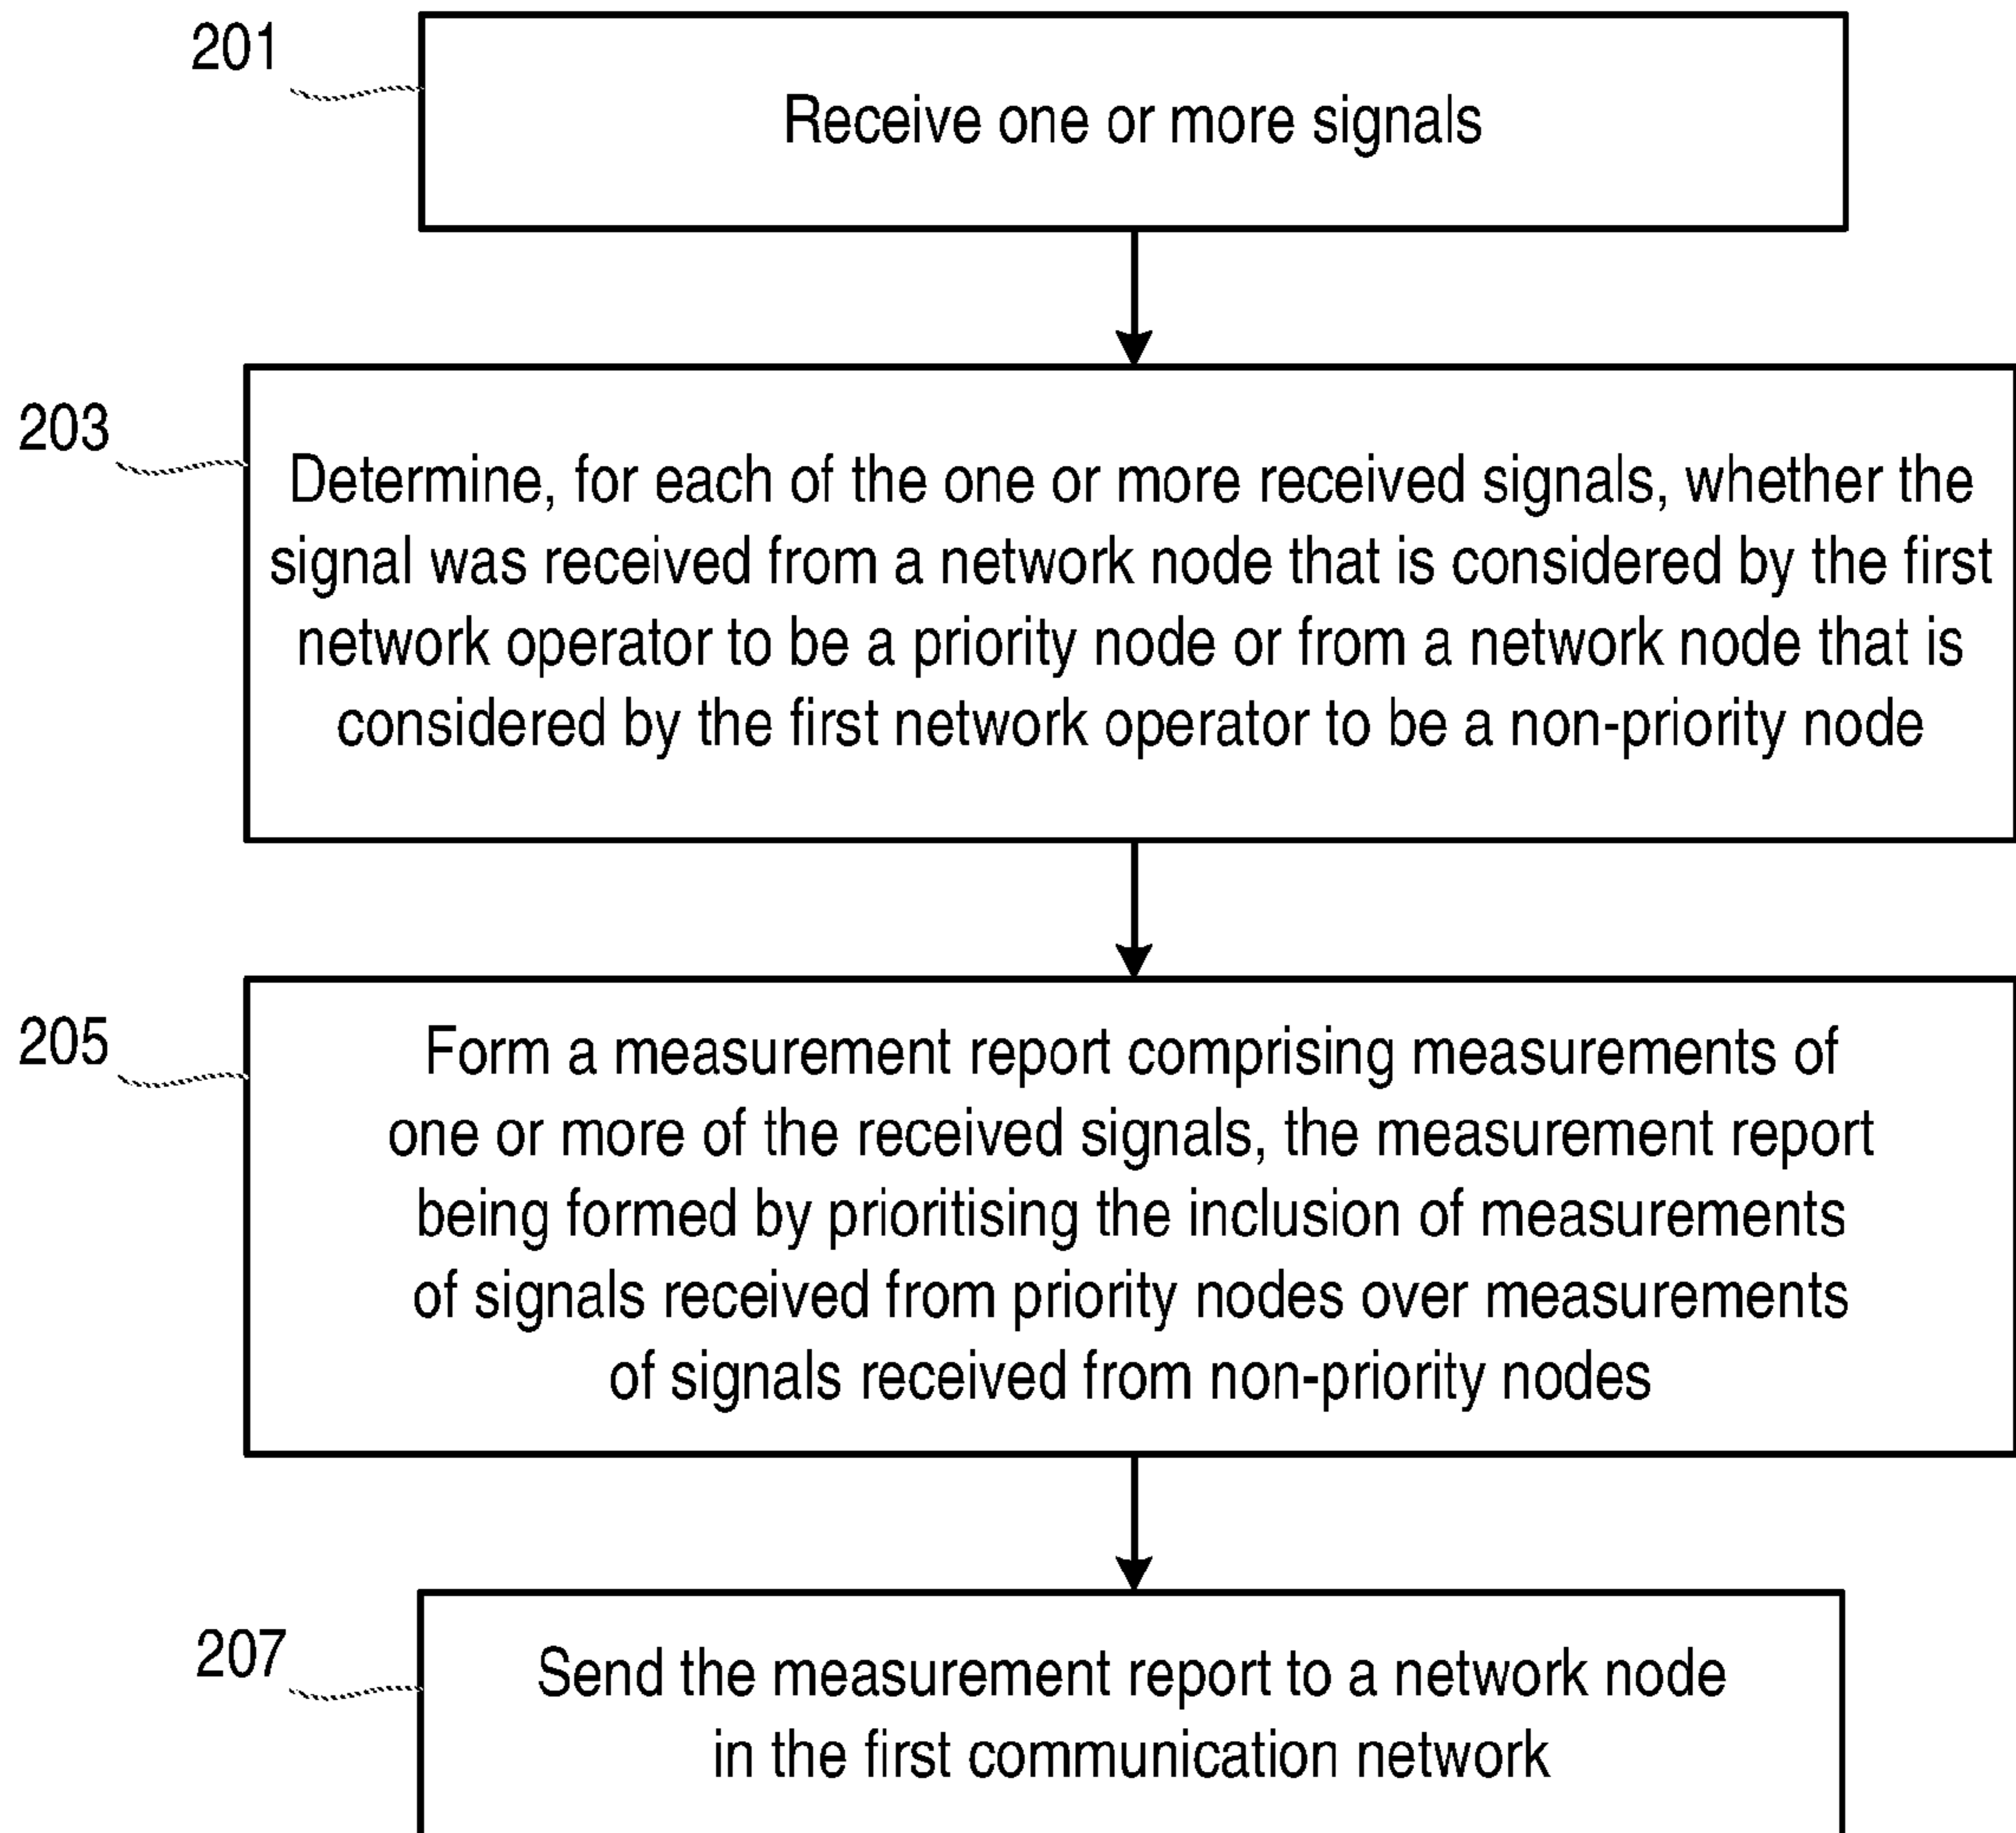 201
Receive one or more signals
203
Determine, for each of the one or more received signals, whether the
signal was received from a network node that is considered by the first
network operator to be a priority node or from a network node that is
considered by the first network operator to be a non-priority node
205
Form a measurement report comprising measurements of
one or more of the received signals, the measurement report
being formed by prioritising the inclusion of measurements
of signals received from priority nodes over measurements
of signals received from non-priority nodes
207
Send the measurement report to a network node
in the first communication network